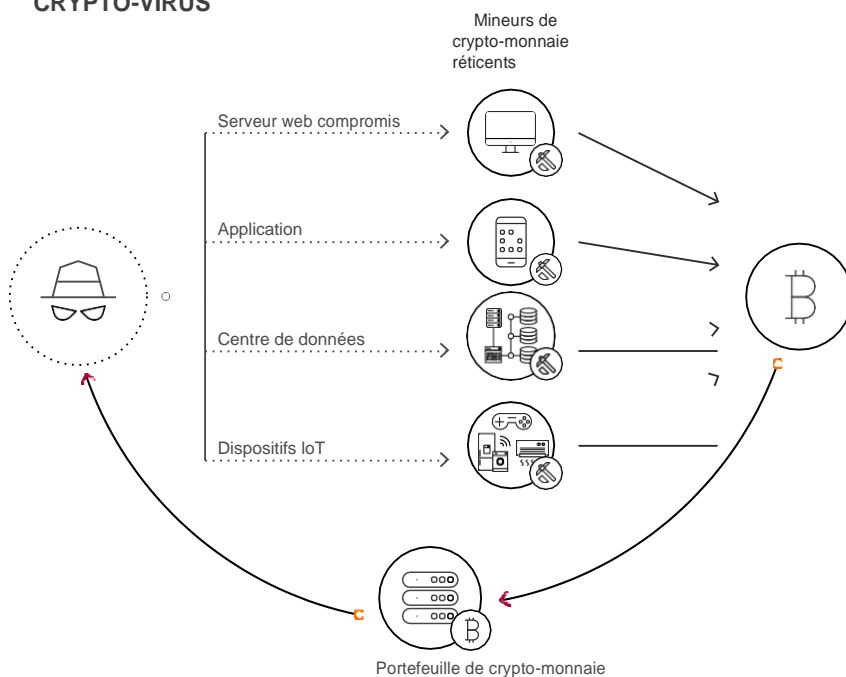 CRYPTO-VIRUS
Mineurs de
crypto-monnaie
réticents
Serveur web compromis
Application
Centre de données
Dispositifs IoT
Portefeuille de crypto-monnaie